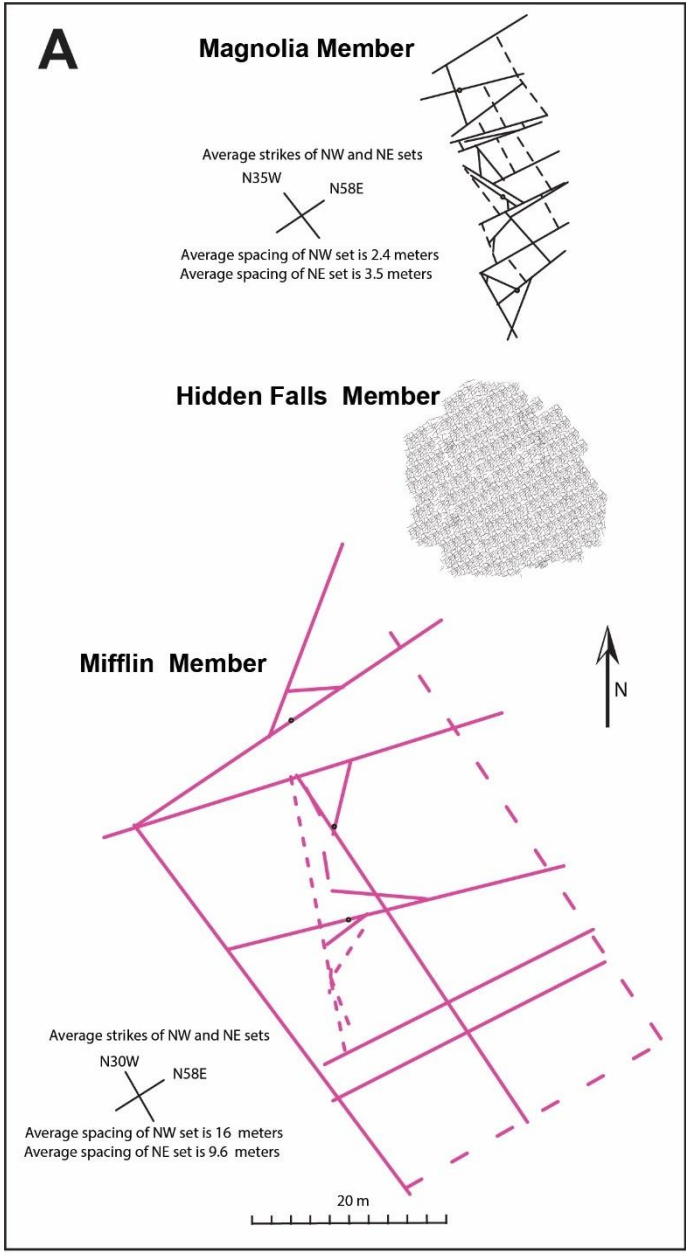 A
Magnolia Member
Average strikes of NW and NE sets
N35W
N58E
Average spacing of NW set is 2.4 meters
Average spacing of NE set is 3.5 meters
Hidden Falls  Member
Mifflin  Member
N
Average strikes of NW and NE sets
N30W
N58E
Average spacing of NW set is 16  meters
Average spacing of NE set is 9.6  meters
20 m